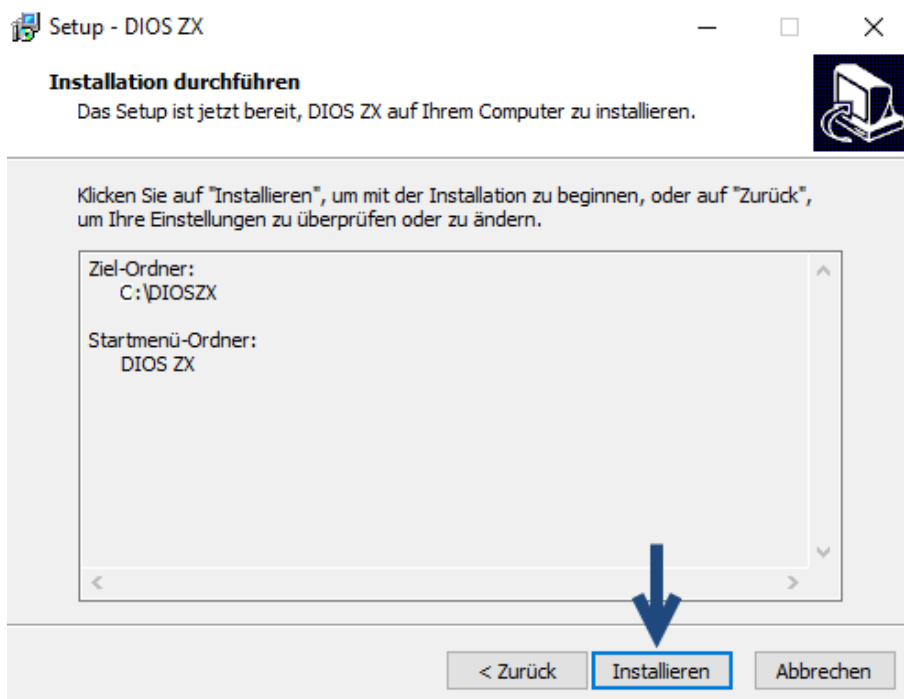 Setup - DIOS ZX
Installation durchführen
Das Setup ist jetzt bereit, DIOS ZX auf Ihrem Computer zu installieren.
Klicken Sie auf "Installieren", um mit der Installation zu beginnen, oder auf "Zurück",
um Ihre Einstellungen zu überprüfen oder zu ändern.
Ziel-Ordner:
C:\DIOSZX
Startmenü-Ordner:
DIOS ZX
< Zurück
Installieren
Abbrechen